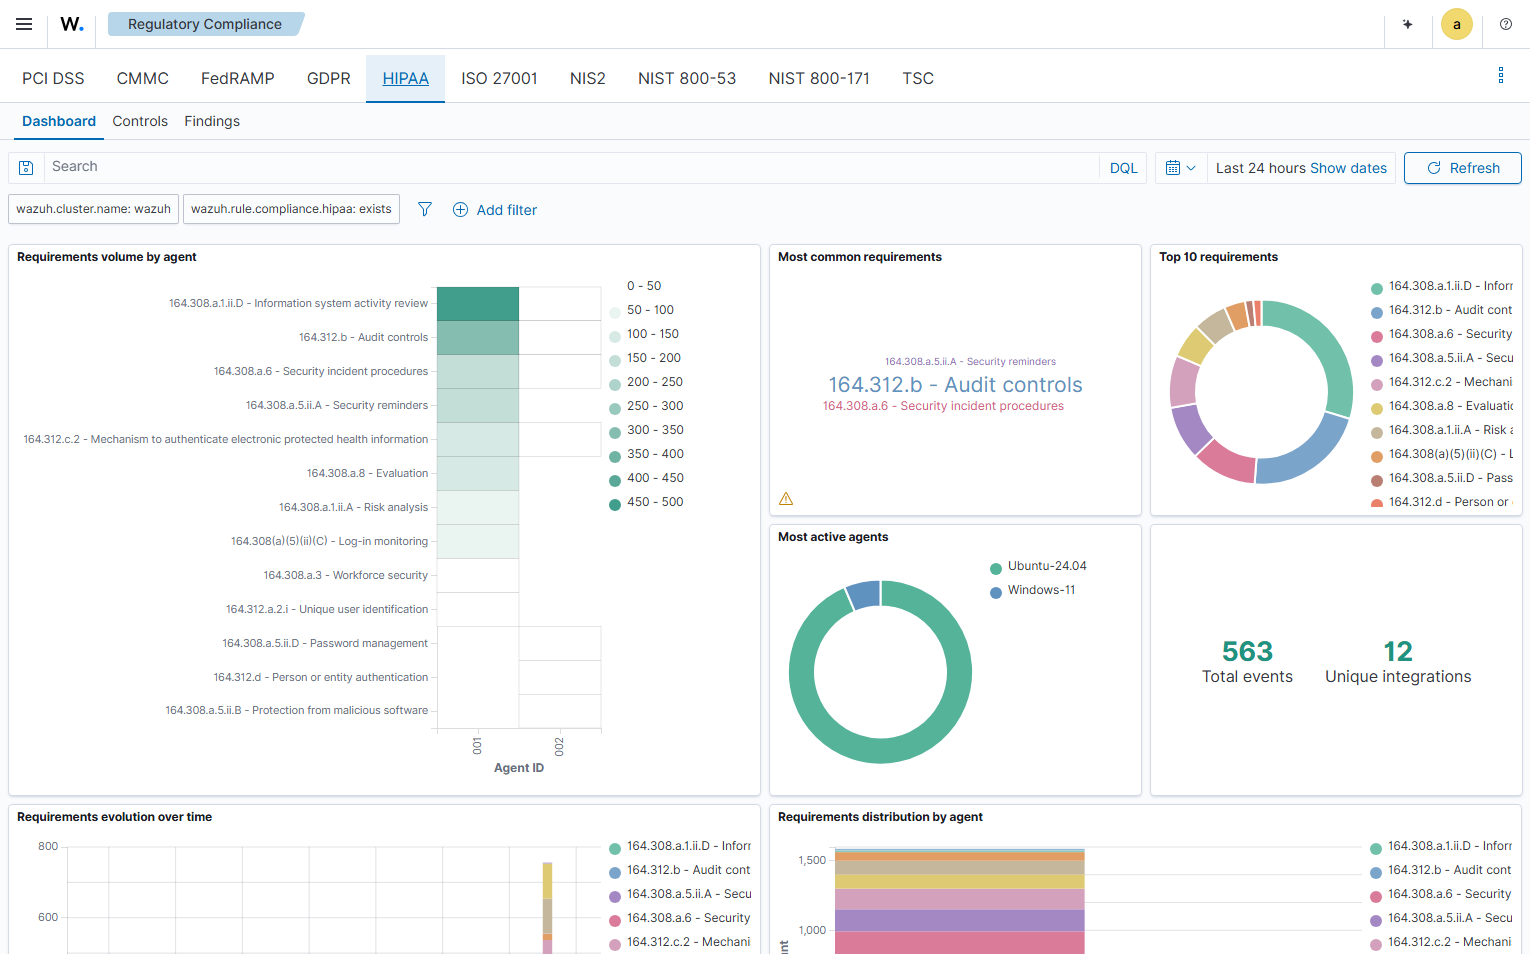 W.
Regulatory Compliance
a
PCI DSS
CMMC
FedRAMP
GDPR
HIPAA
ISO 27001
NIS2
NIST 800-53
NIST 800-171
TSC
Dashboard
Controls
Findings
Search
DQL
Last 24 hours Show dates
Refresh
wazuh.cluster.name: wazuh
wazuh.rule.compliance.hipaa: exists
Add filter
Requirements volume by agent
164.308.a.1.ii.D - Information system activity review
164.312.b - Audit controls
164.308.a.6 - Security incident procedures
164.308.a.5.ii.A - Security reminders
164.312.c.2 - Mechanism to authenticate electronic protected health information
164.308.a.8 - Evaluation
164.308.a.1.ii.A - Risk analysis
164.308(a)(5)(ii)(C) - Log-in monitoring
164.308.a.3 - Workforce security
164.312.a.2.i - Unique user identification
164.308.a.5.ii.D - Password management
164.312.d - Person or entity authentication
164.308.a.5.ii.B - Protection from malicious software
001
002
Agent ID
0 - 50
50 - 100
100 - 150
150 - 200
200 - 250
250 - 300
300 - 350
350 - 400
400 - 450
450 - 500
Most common requirements
164.308.a.5.ii.A - Security reminders
164.312.b - Audit controls
164.308.a.6 - Security incident procedures
Top 10 requirements
164.308.a.1.ii.D - Infor
164.312.b - Audit cont
164.308.a.6 - Security
164.308.a.5.ii.A - Secu
164.312.c.2 - Mechani
164.308.a.8 - Evaluatio
164.308.a.1.ii.A - Risk a
164.308(a)(5)(ii)(C) - L
164.308.a.5.ii.D - Pass
164.312.d - Person or
Most active agents
Ubuntu-24.04
Windows-11
563
Total events
12
Unique integrations
Requirements evolution over time
800
600
164.308.a.1.ii.D - Infor
164.312.b - Audit cont
164.308.a.5.ii.A - Secu
164.308.a.6 - Security
164.312.c.2 - Mechani
Requirements distribution by agent
1,500
1,000
164.308.a.1.ii.D - Infor
164.312.b - Audit cont
164.308.a.6 - Security
164.308.a.5.ii.A - Secu
164.312.c.2 - Mechani